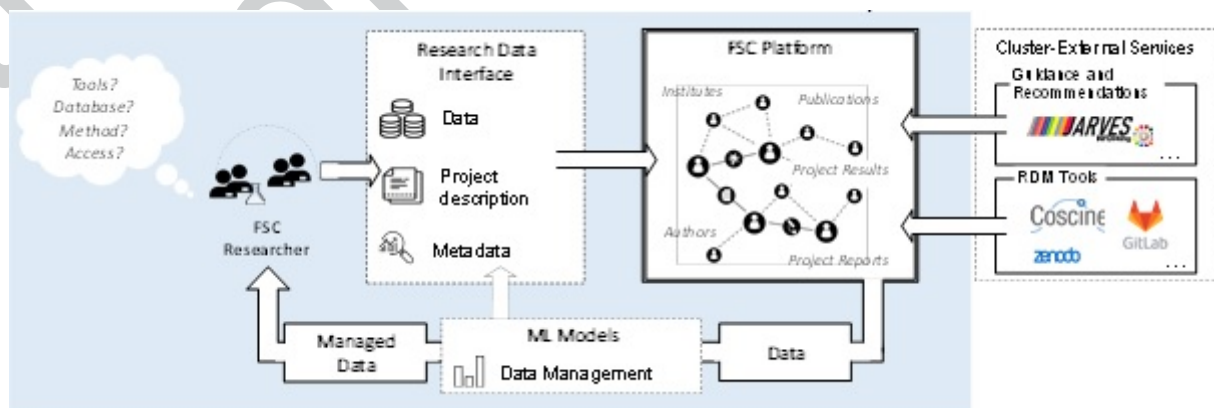 Tools?
Database?
Method?
Access?
FSC
Researcher
Research Data
Interface
Data
Project
description
Metadata
FSC Platform
Institutes
Publications
Project Results
Authors
Project Reports
Cluster-External Services
Guidance and
Recommendations
JARVES
...
RDM Tools
Coscine
GitLab
zenodo
...
Managed
Data
ML Models
Data Management
Data